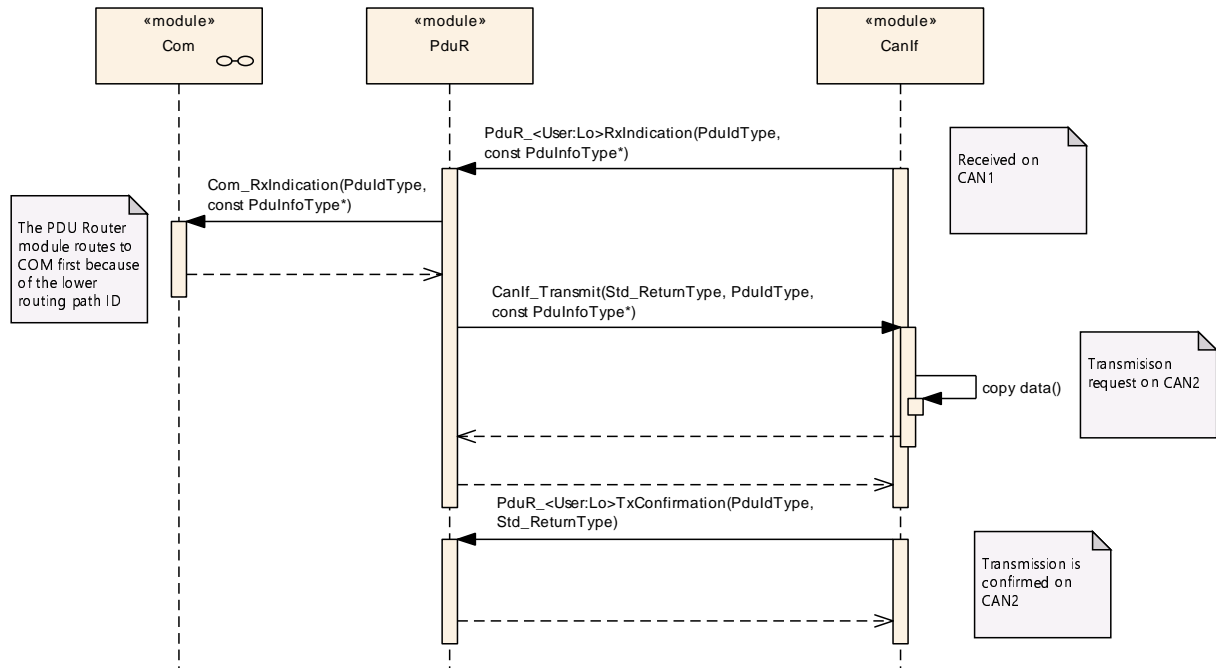 «module»
Com
«module»
PduR
«module»
CanIf
PduR_<User:Lo>RxIndication(PduIdType,
const PduInfoType*)
Received on
CAN1
Com_RxIndication(PduIdType,
const PduInfoType*)
The PDU Router
module routes to
COM first because
of the lower
routing path ID
CanIf_Transmit(Std_ReturnType, PduIdType,
const PduInfoType*)
Transmisison
request on CAN2
copy data()
PduR_<User:Lo>TxConfirmation(PduIdType,
Std_ReturnType)
Transmission is
confirmed on
CAN2